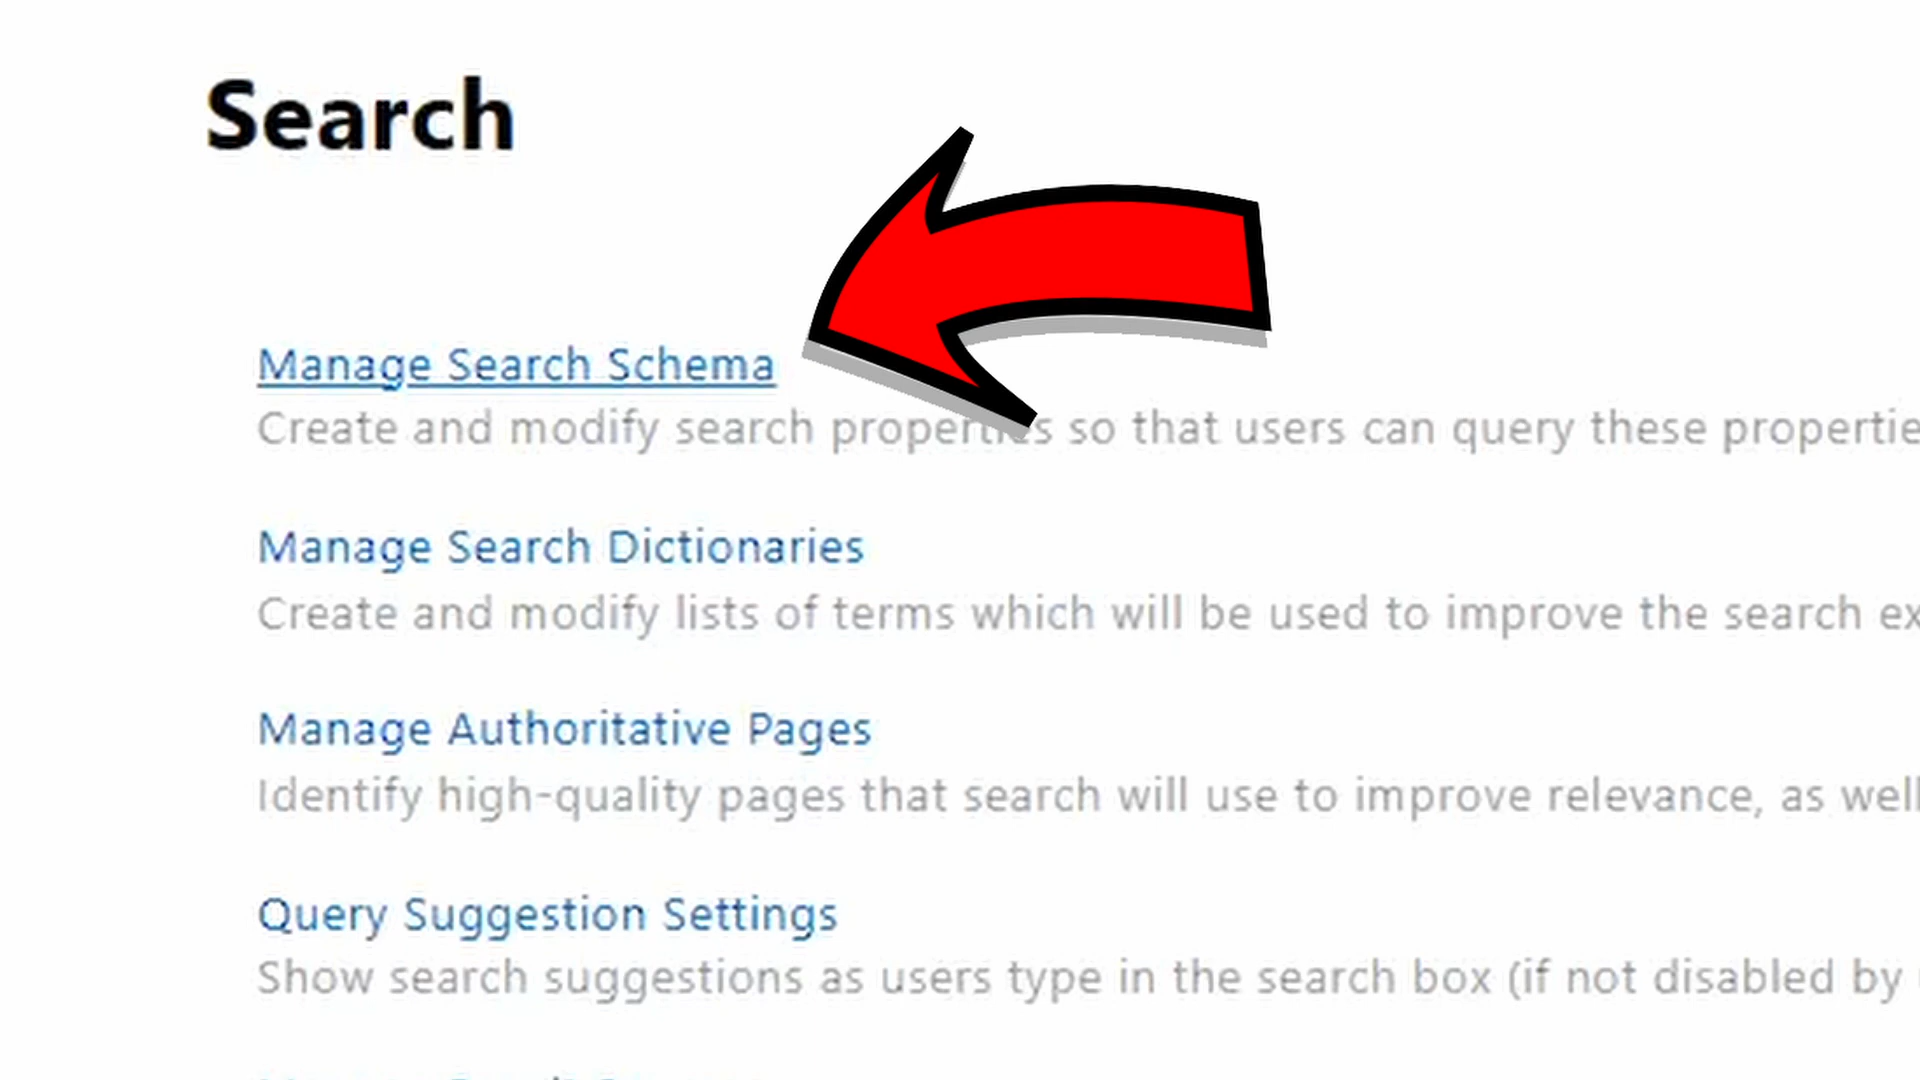 Search
Manage Search Schema
Create and modify search properties so that users can query these
Manage Search Dictionaries
Create and modify lists of terms which will be used to improve the search
Manage Authoritative Pages
Identify high-quality pages that search will use to improve relevance, as well
Query Suggestion Settings
Show search suggestions as users type in the search box (if not disabled by